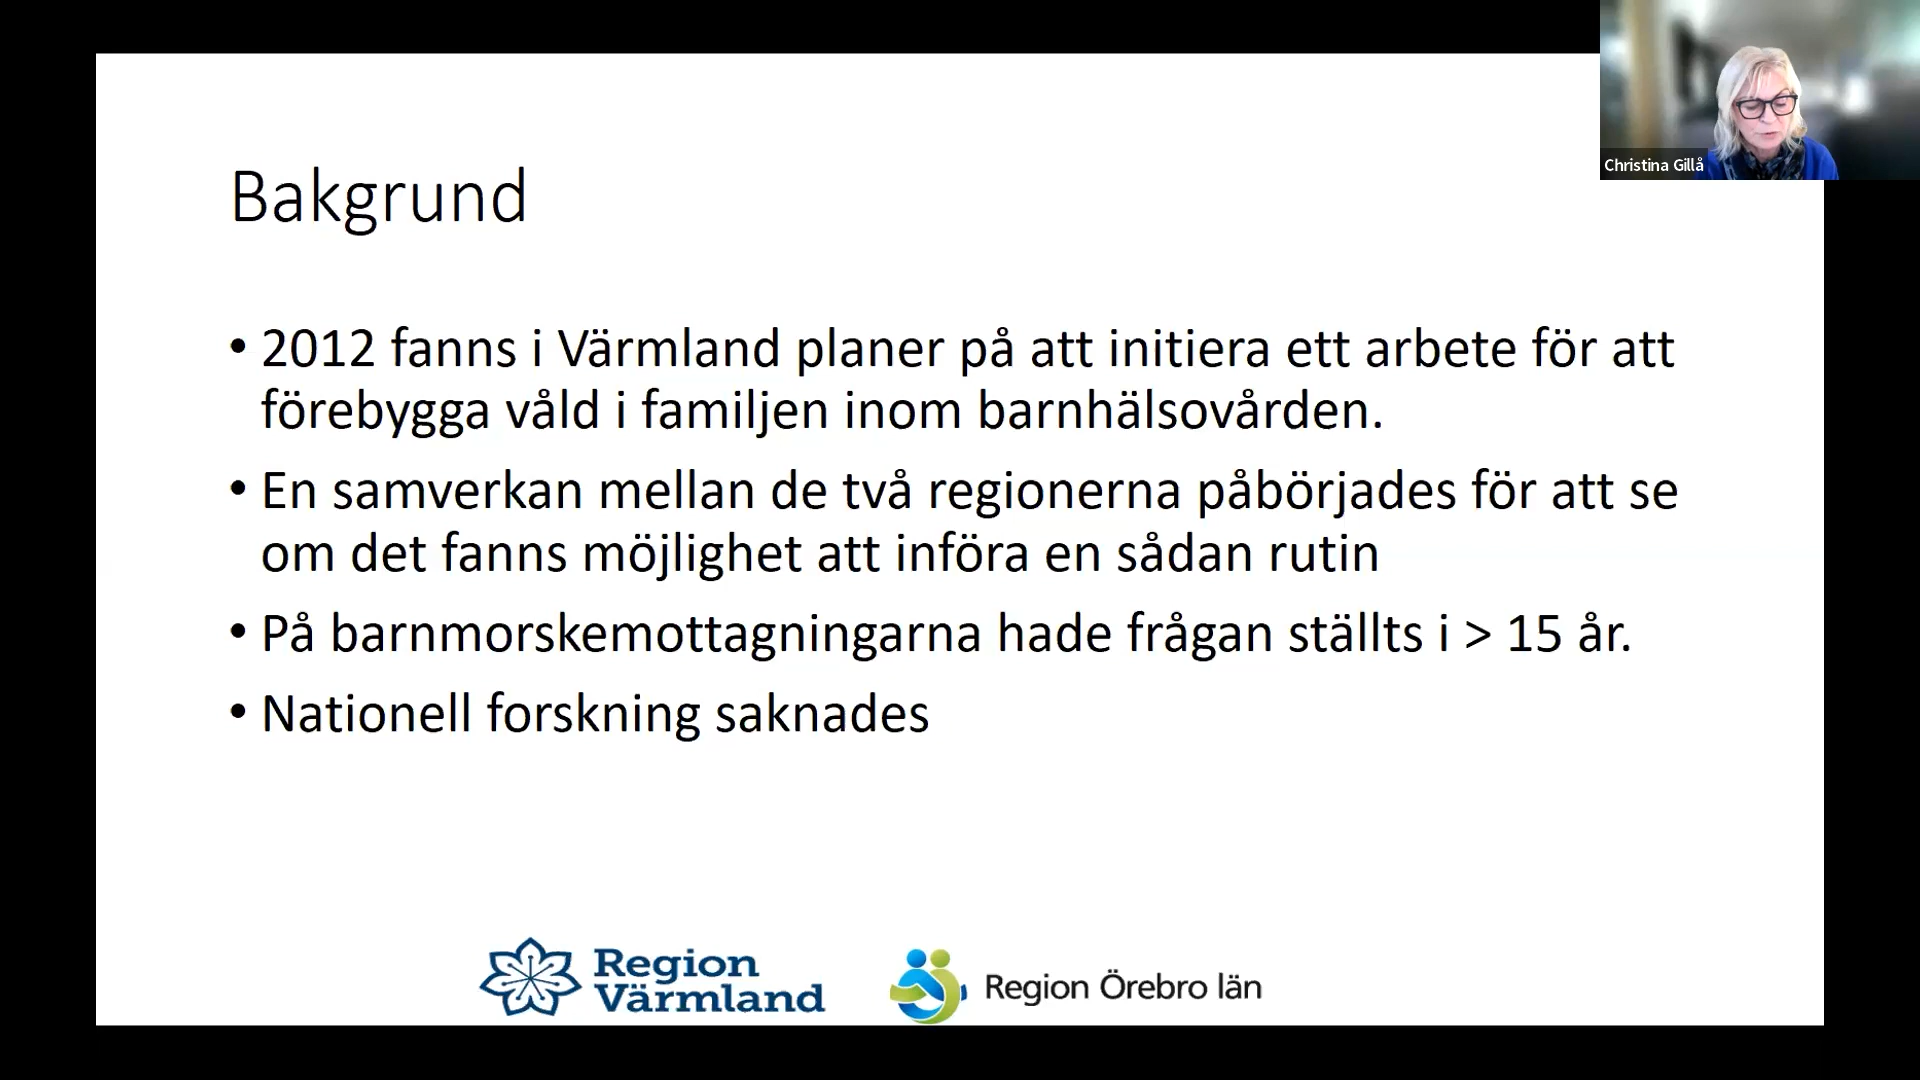 Christina Gillå
Bakgrund
• 2012 fanns i Värmland planer på att initiera ett arbete för att
förebygga våld i familjen inom barnhälsovården.
• En samverkan mellan de två regionerna påbörjades för att se
om det fanns möjlighet att införa en sådan rutin
• På barnmorskemottagningarna hade frågan ställts i > 15 år.
• Nationell forskning saknades
Region
Värmland
Region Örebro län